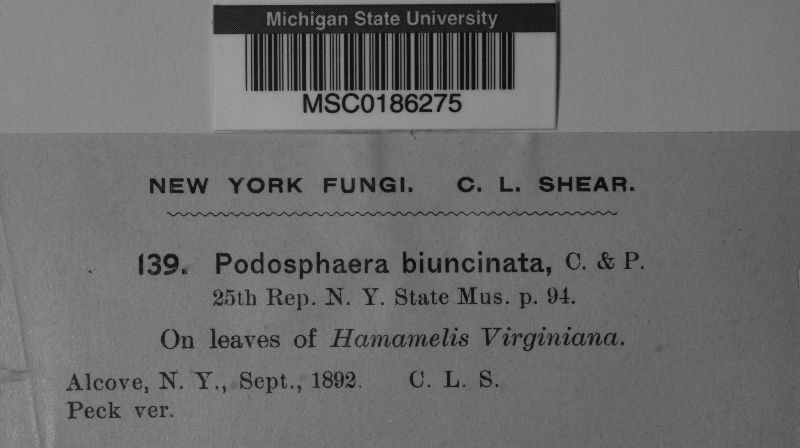 Michigan State University
MSC0186275
NEW YORK FUNGI. C. L. SHEAR.
139. Podosphaera biuncinata, C. & P.
25th Rep. N. Y. State Mus. p. 94.
On leaves of Hamamelis Virginiana.
Alcove, N. Y., Sept., 1892. C. L. S.
Peck ver.